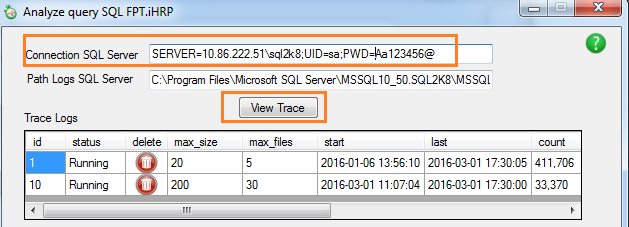 Analyze query SQL FPT.iHRP
Connection SQL Server SERVER=10.86.222.51\sql2k8;UID=sa;PWD=Aa123456@
Path Logs SQL Server C:\Program Files\Microsoft SQL Server\MSSQL10_50.SQL2K8\MSSQL
View Trace
Trace Logs
id status delete max_size max_files start last count
1 Running 20 5 2016-01-06 13:56:10 2016-03-01 17:30:05 411,706
10 Running 200 30 2016-03-01 11:07:04 2016-03-01 17:30:00 33,370